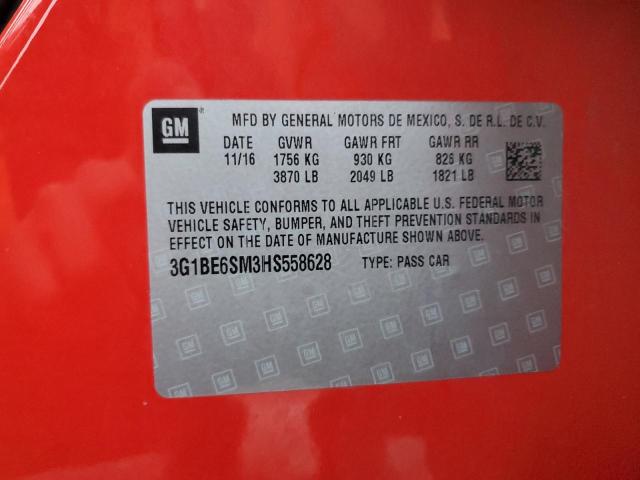 GM
MFD BY GENERAL MOTORS DE MEXICO, S. DE R.L. DE C.V.
DATE GVWR GAWR FRT GAWR RR
11/16 1756 KG 930 KG 826 KG
3870 LB 2049 LB 1821 LB
THIS VEHICLE CONFORMS TO ALL APPLICABLE U.S. FEDERAL MOTOR
VEHICLE SAFETY, BUMPER, AND THEFT PREVENTION STANDARDS IN
EFFECT ON THE DATE OF MANUFACTURE SHOWN ABOVE.
3G1BE6SM3HS558628 TYPE: PASS CAR